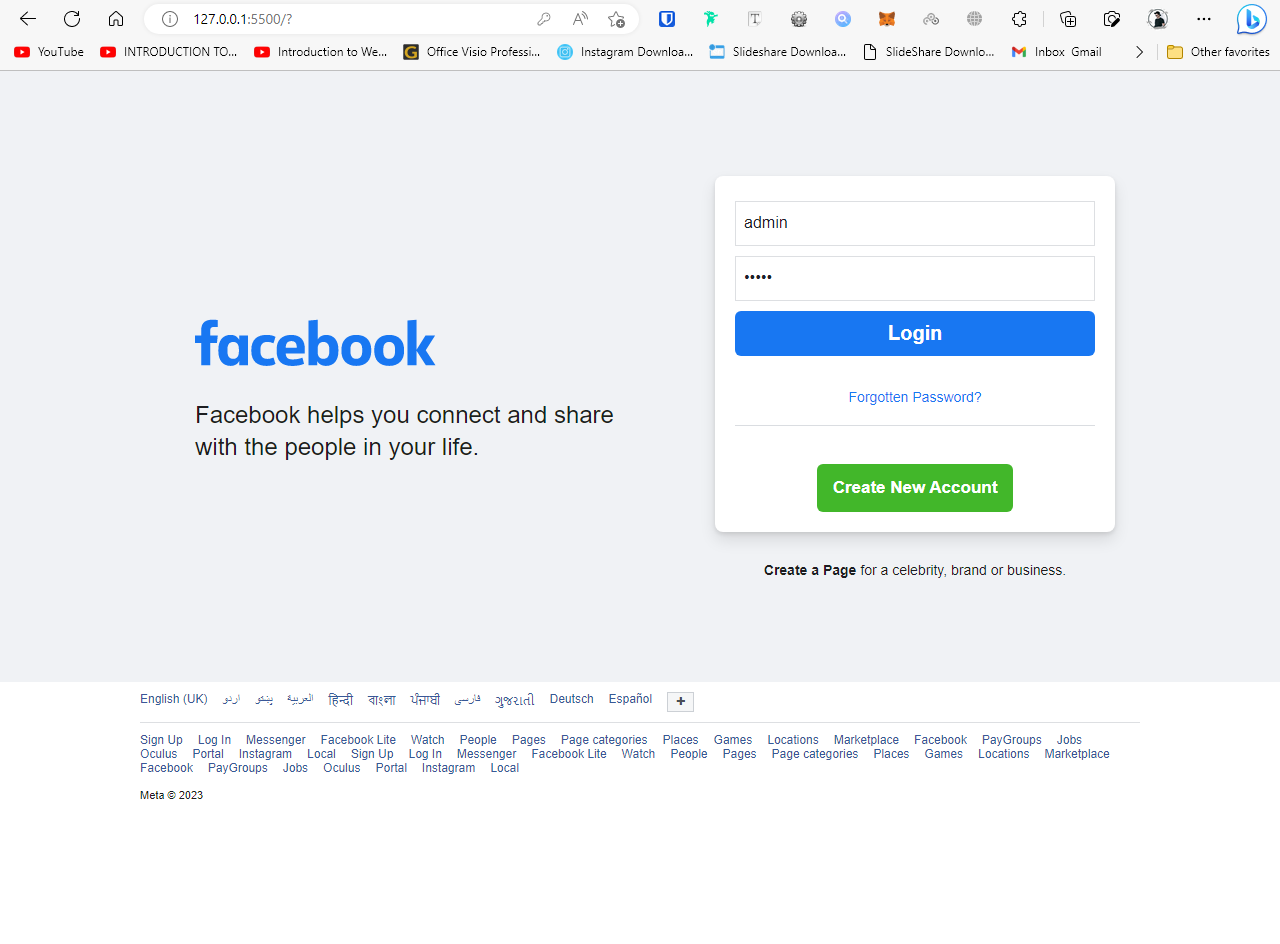 127.0.0.1:5500/?
YouTube INTRODUCTION TO... Introduction to We... Office Visio Professi... Instagram Downloa... Slideshare Downloa... SlideShare Downlo... Inbox Gmail Other favorites
admin
•••••
Login
Forgotten Password?
Create New Account
Create a Page for a celebrity, brand or business.
facebook
Facebook helps you connect and share
with the people in your life.
English (UK) اردو پښتو العربية हिन्दी বাংলা ਪੰਜਾਬੀ فارسی ગુજરાતી Deutsch Español +
Sign Up Log In Messenger Facebook Lite Watch People Pages Page categories Places Games Locations Marketplace Facebook PayGroups Jobs
Oculus Portal Instagram Local Sign Up Log In Messenger Facebook Lite Watch People Pages Page categories Places Games Locations Marketplace
Facebook PayGroups Jobs Oculus Portal Instagram Local
Meta © 2023